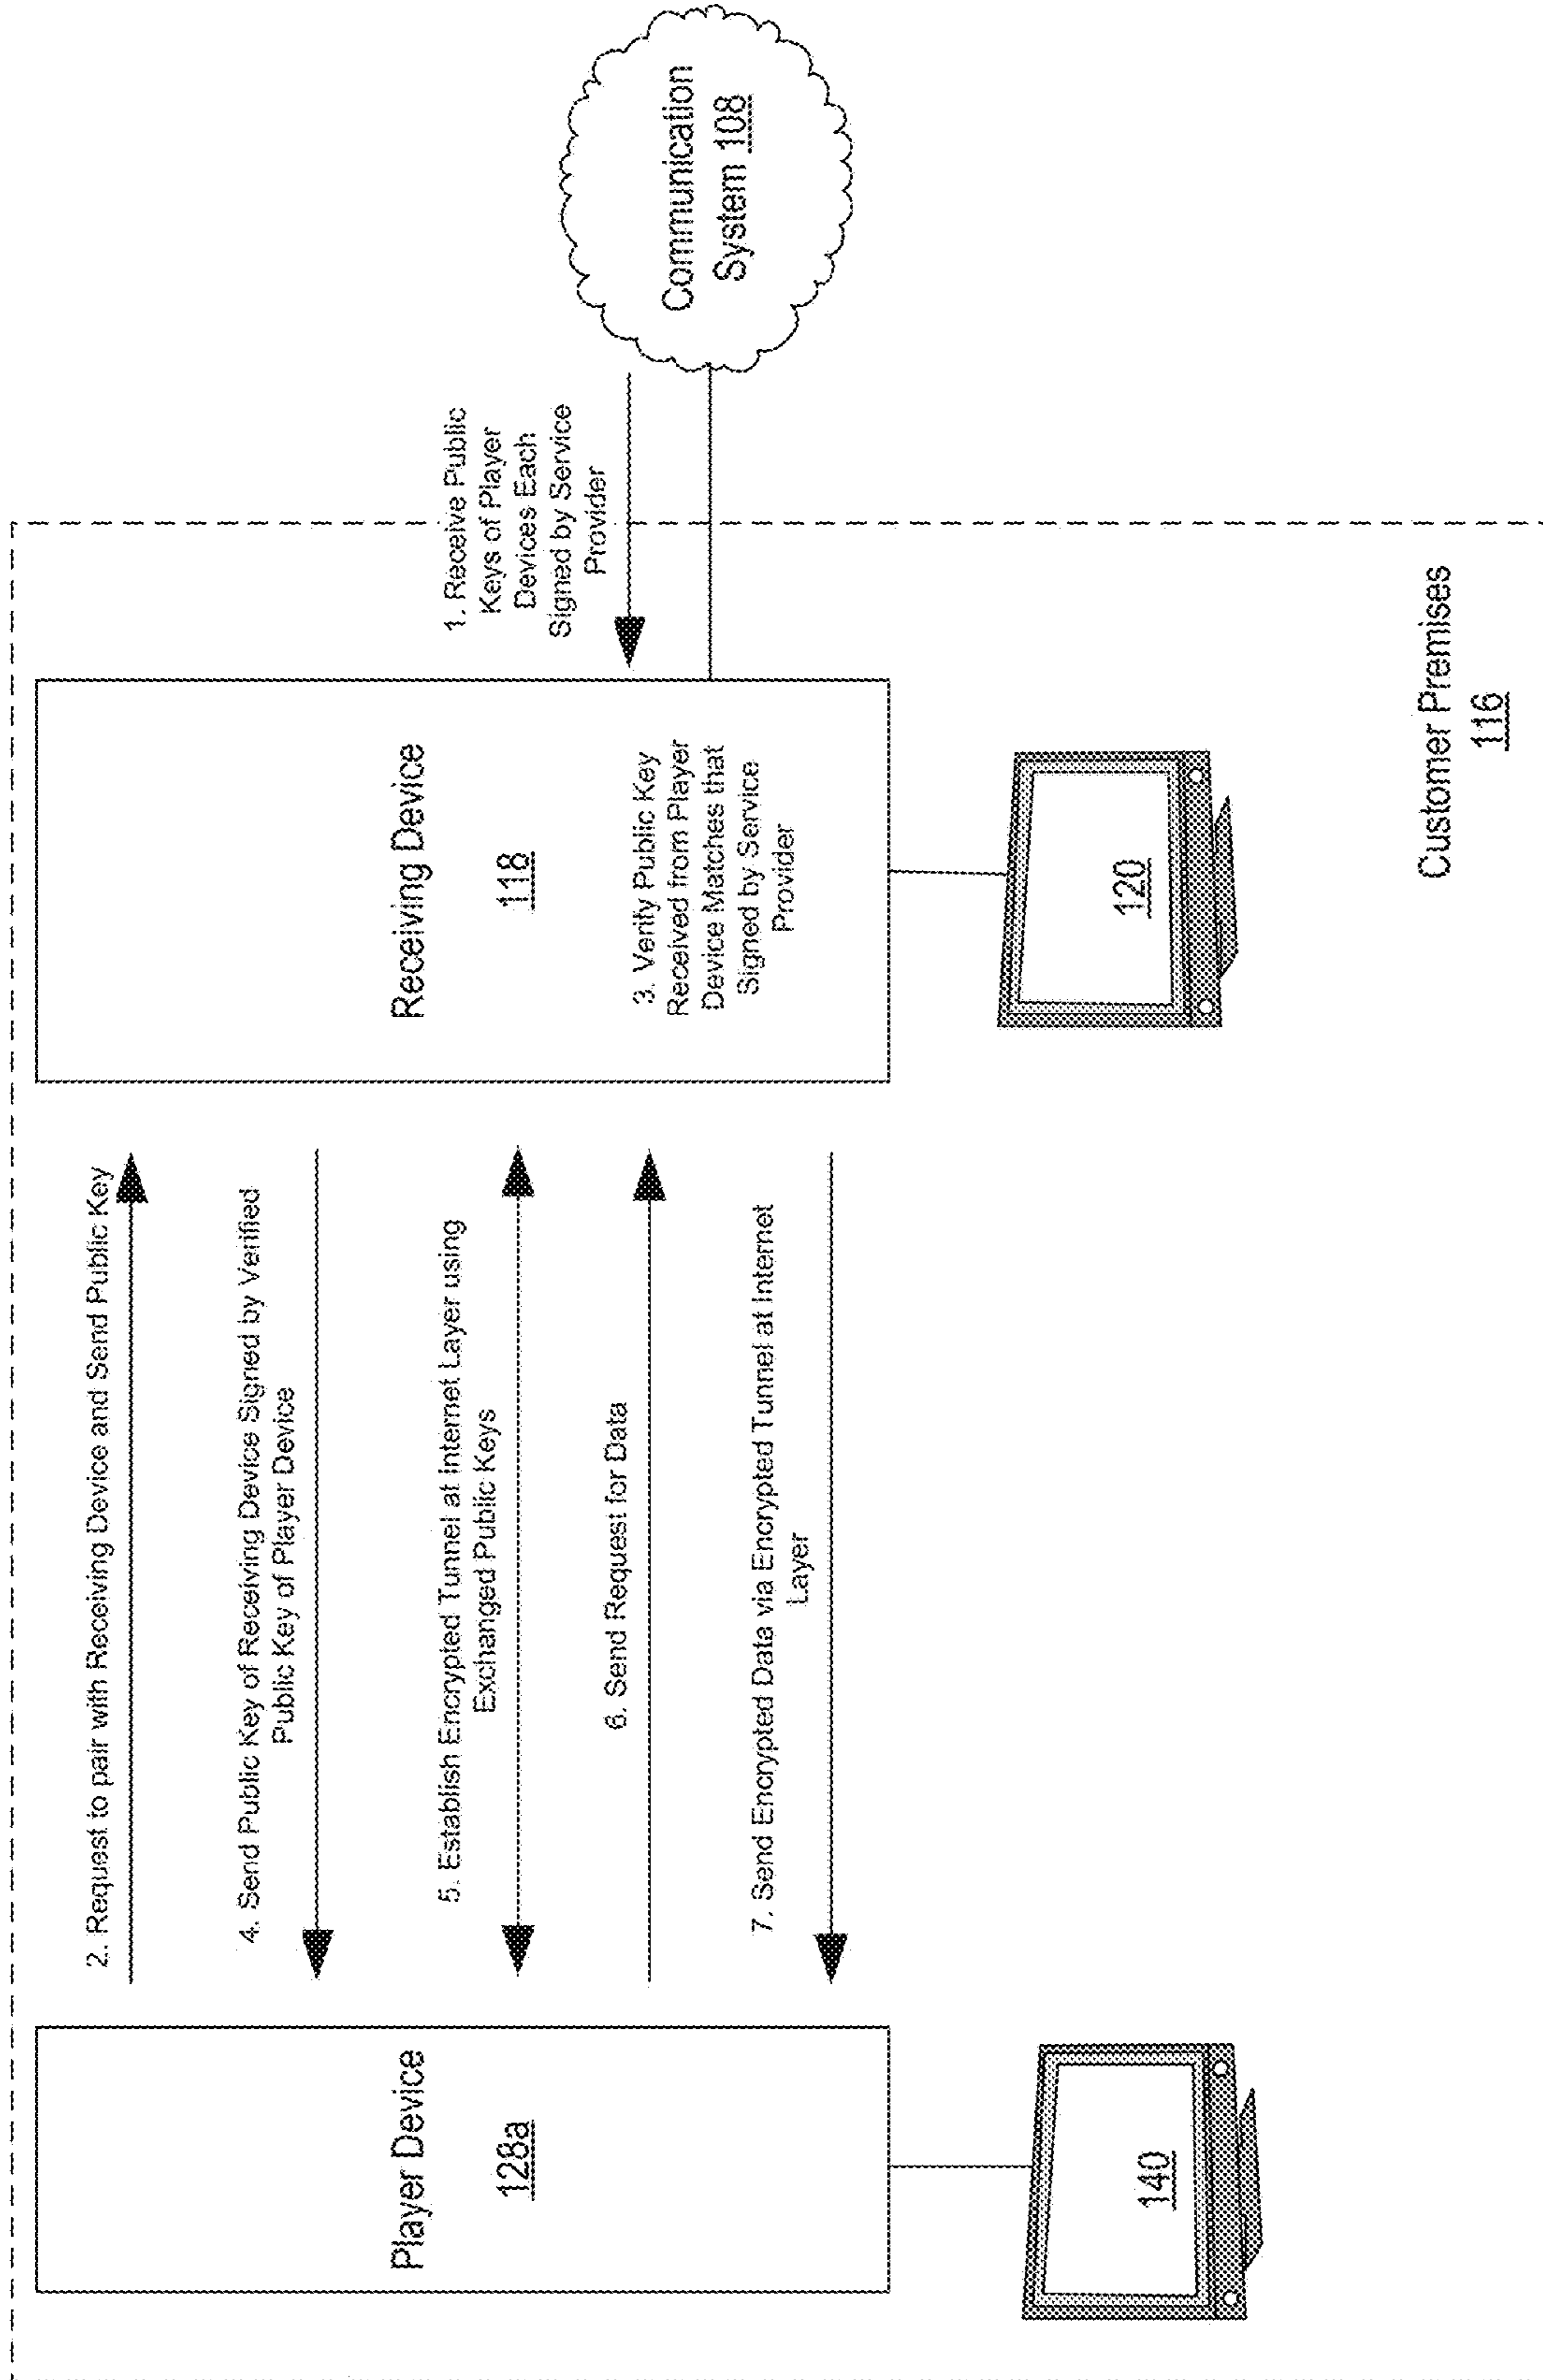 2. Request to pair with Receiving Device and Send Public Key
4. Send Public Key of Receiving Device Signed by Verified
Public Key of Player Device
5. Establish Encrypted Tunnel at Internet Layer using
Exchanged Public Keys
6. Send Request for Data
7. Send Encrypted Data via Encrypted Tunnel at Internet
Layer
Player Device
128a
140
Receiving Device
118
3. Verify Public Key
Received from Player
Device Matches that
Signed by Service
Provider
120
1. Receive Public
Keys of Player
Devices Each
Signed by Service
Provider
Communication
System 108
Customer Premises
116